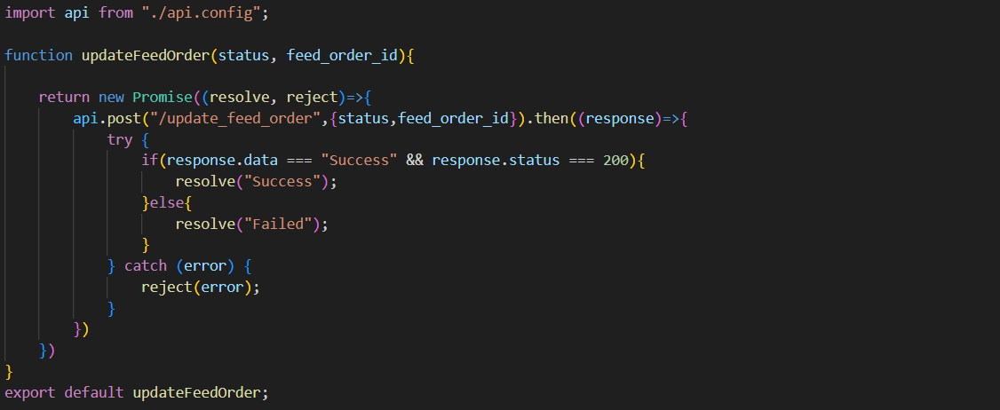 import api from "./api.config";

function updateFeedOrder(status, feed_order_id){

    return new Promise((resolve, reject)=>{
        api.post("/update_feed_order",{status,feed_order_id}).then((response)=>{
            try {
                if(response.data === "Success" && response.status === 200){
                    resolve("Success");
                }else{
                    resolve("Failed");
                }
            } catch (error) {
                reject(error);
            }
        })
    })
}
export default updateFeedOrder;